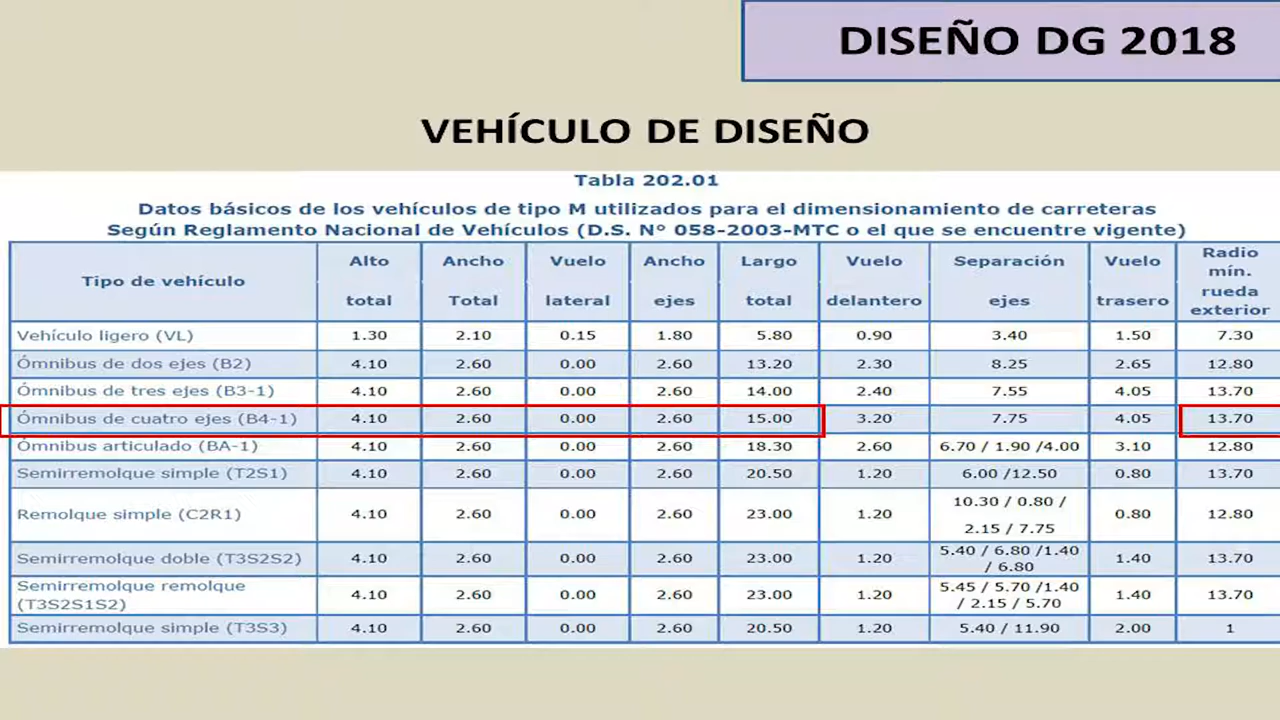 DISEÑO DG 2018
VEHÍCULO DE DISEÑO
Tabla 202.01
Datos básicos de los vehículos de tipo M utilizados para el dimensionamiento de carreteras
Según Reglamento Nacional de Vehículos (D.S. N° 058-2003-MTC o el que se encuentre vigente)
Tipo de vehículo Alto total Ancho Total Vuelo lateral Ancho ejes Largo total Vuelo delantero Separación ejes Vuelo trasero Radio mín. rueda exterior
Vehículo ligero (VL) 1.30 2.10 0.15 1.80 5.80 0.90 3.40 1.50 7.30
Ómnibus de dos ejes (B2) 4.10 2.60 0.00 2.60 13.20 2.30 8.25 2.65 12.80
Ómnibus de tres ejes (B3-1) 4.10 2.60 0.00 2.60 14.00 2.40 7.55 4.05 13.70
Ómnibus de cuatro ejes (B4-1) 4.10 2.60 0.00 2.60 15.00 3.20 7.75 4.05 13.70
Ómnibus articulado (BA-1) 4.10 2.60 0.00 2.60 18.30 2.60 6.70 / 1.90 /4.00 3.10 12.80
Semirremolque simple (T2S1) 4.10 2.60 0.00 2.60 20.50 1.20 6.00 /12.50 0.80 13.70
Remolque simple (C2R1) 4.10 2.60 0.00 2.60 23.00 1.20 10.30 / 0.80 / 2.15 / 7.75 0.80 12.80
Semirremolque doble (T3S2S2) 4.10 2.60 0.00 2.60 23.00 1.20 5.40 / 6.80 /1.40 / 6.80 1.40 13.70
Semirremolque remolque (T3S2S1S2) 4.10 2.60 0.00 2.60 23.00 1.20 5.45 / 5.70 /1.40 / 2.15 / 5.70 1.40 13.70
Semirremolque simple (T3S3) 4.10 2.60 0.00 2.60 20.50 1.20 5.40 / 11.90 2.00 1